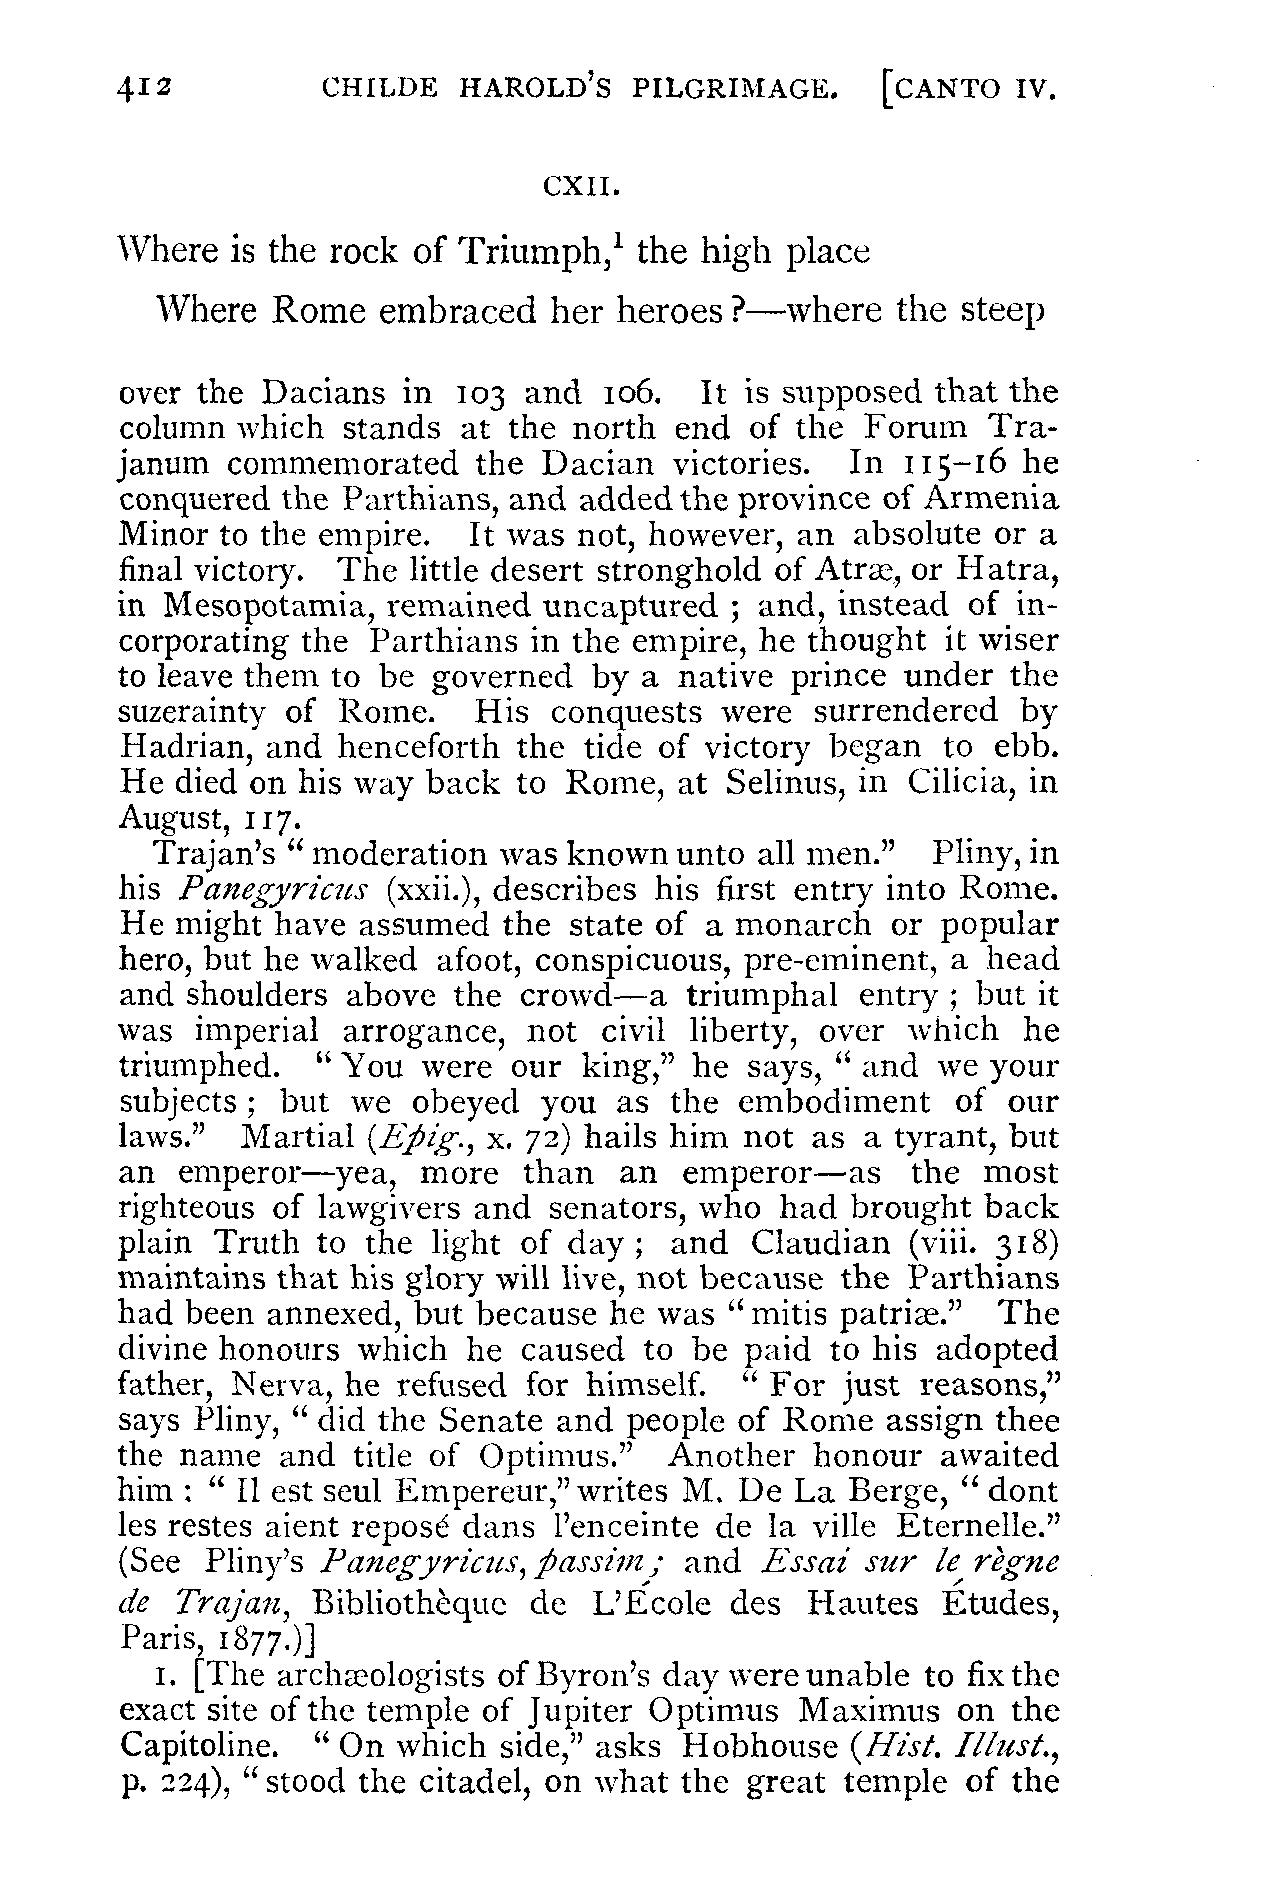 412 CHILDE HAROLD'S PILGRIMAGE. [CANTO IV.
CXII.
Where is the rock of Triumph,¹ the high place
Where Rome embraced her heroes?—where the steep
over the Dacians in 103 and 106. It is supposed that the
column which stands at the north end of the Forum Tra-
janum commemorated the Dacian victories. In 115–16 he
conquered the Parthians, and added the province of Armenia
Minor to the empire. It was not, however, an absolute or a
final victory. The little desert stronghold of Atræ, or Hatra,
in Mesopotamia, remained uncaptured ; and, instead of in-
corporating the Parthians in the empire, he thought it wiser
to leave them to be governed by a native prince under the
suzerainty of Rome. His conquests were surrendered by
Hadrian, and henceforth the tide of victory began to ebb.
He died on his way back to Rome, at Selinus, in Cilicia, in
August, 117.
Trajan's "moderation was known unto all men." Pliny, in
his Panegyricus (xxii.), describes his first entry into Rome.
He might have assumed the state of a monarch or popular
hero, but he walked afoot, conspicuous, pre-eminent, a head
and shoulders above the crowd—a triumphal entry ; but it
was imperial arrogance, not civil liberty, over which he
triumphed. "You were our king," he says, "and we your
subjects ; but we obeyed you as the embodiment of our
laws." Martial (Epig., x. 72) hails him not as a tyrant, but
an emperor—yea, more than an emperor—as the most
righteous of lawgivers and senators, who had brought back
plain Truth to the light of day ; and Claudian (viii. 318)
maintains that his glory will live, not because the Parthians
had been annexed, but because he was "mitis patriæ." The
divine honours which he caused to be paid to his adopted
father, Nerva, he refused for himself. "For just reasons,"
says Pliny, "did the Senate and people of Rome assign thee
the name and title of Optimus." Another honour awaited
him : "Il est seul Empereur," writes M. De La Berge, "dont
les restes aient reposé dans l'enceinte de la ville Eternelle."
(See Pliny's Panegyricus, passim; and Essai sur le règne
de Trajan, Bibliothèque de L'École des Hautes Études,
Paris, 1877.)]
1. [The archæologists of Byron's day were unable to fix the
exact site of the temple of Jupiter Optimus Maximus on the
Capitoline. "On which side," asks Hobhouse (Hist. Illust.,
p. 224), "stood the citadel, on what the great temple of the